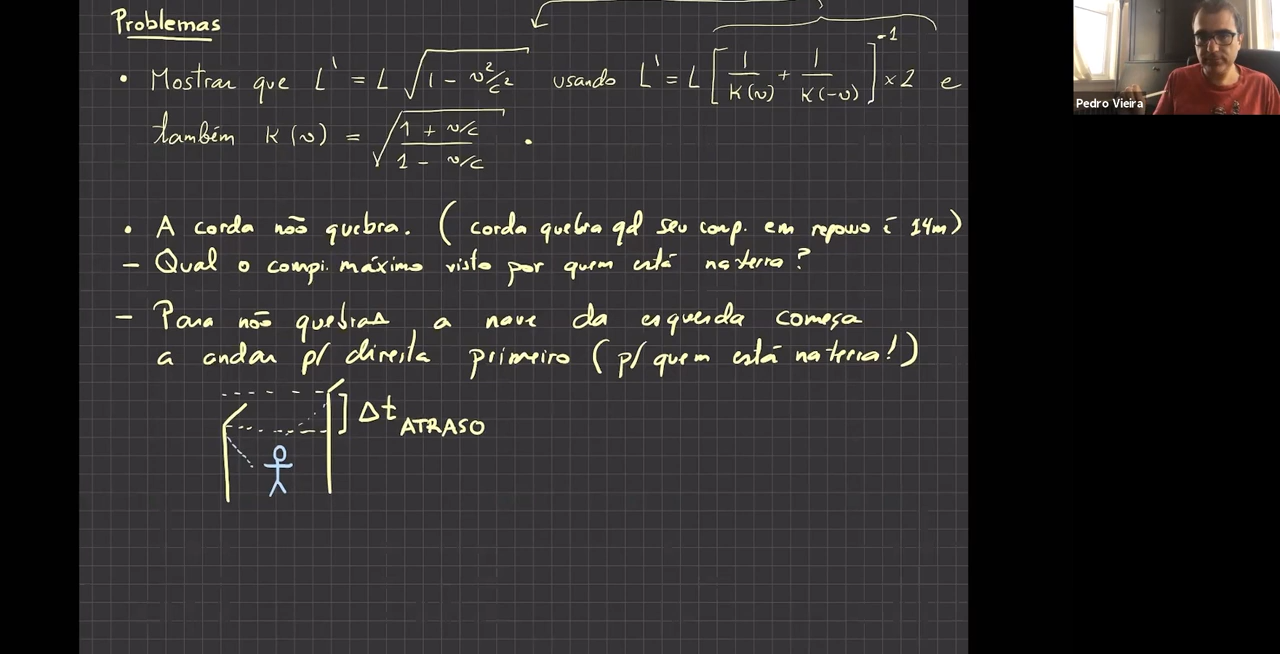 Problemas
• Mostrar que L' = L √(1 - v²/c²) usando L' = L [1/K(v) + 1/K(-v)]⁻¹ × 2 e
também K(v) = √((1 + v/c)/(1 - v/c)) .
• A corda não quebra. (corda quebra qd seu comp. em repouso é 14m)
– Qual o compi. máximo visto por quem está na terra?
– Para não quebrar, a nave da esquerda começa
a andar p/ direita primeiro (p/ quem está na terra!)
] Δt ATRASO
Pedro Vieira